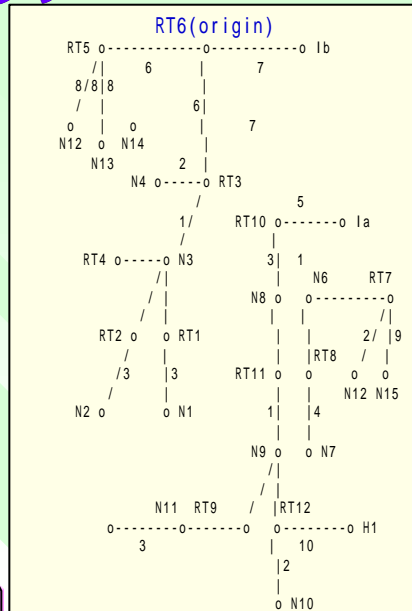 RT6(origin)
RT5 o------------o-----------o Ib
/| 6 | 7
8/8|8 |
/ | 6|
o | o | 7
N12 o N14 |
N13 2 |
N4 o-----o RT3
/ 5
1/ RT10 o-------o Ia
/ |
RT4 o-----o N3 3| 1
/| | N6 RT7
/ | N8 o o---------o
/ | | | /|
RT2 o o RT1 | | 2/ |9
/ | | |RT8 / |
/3 |3 RT11 o o o o
/ | | | N12 N15
N2 o o N1 1| |4
| |
N9 o o N7
/|
/ |
N11 RT9 / |RT12
o--------o-------o o--------o H1
3 | 10
|2
|
o N10